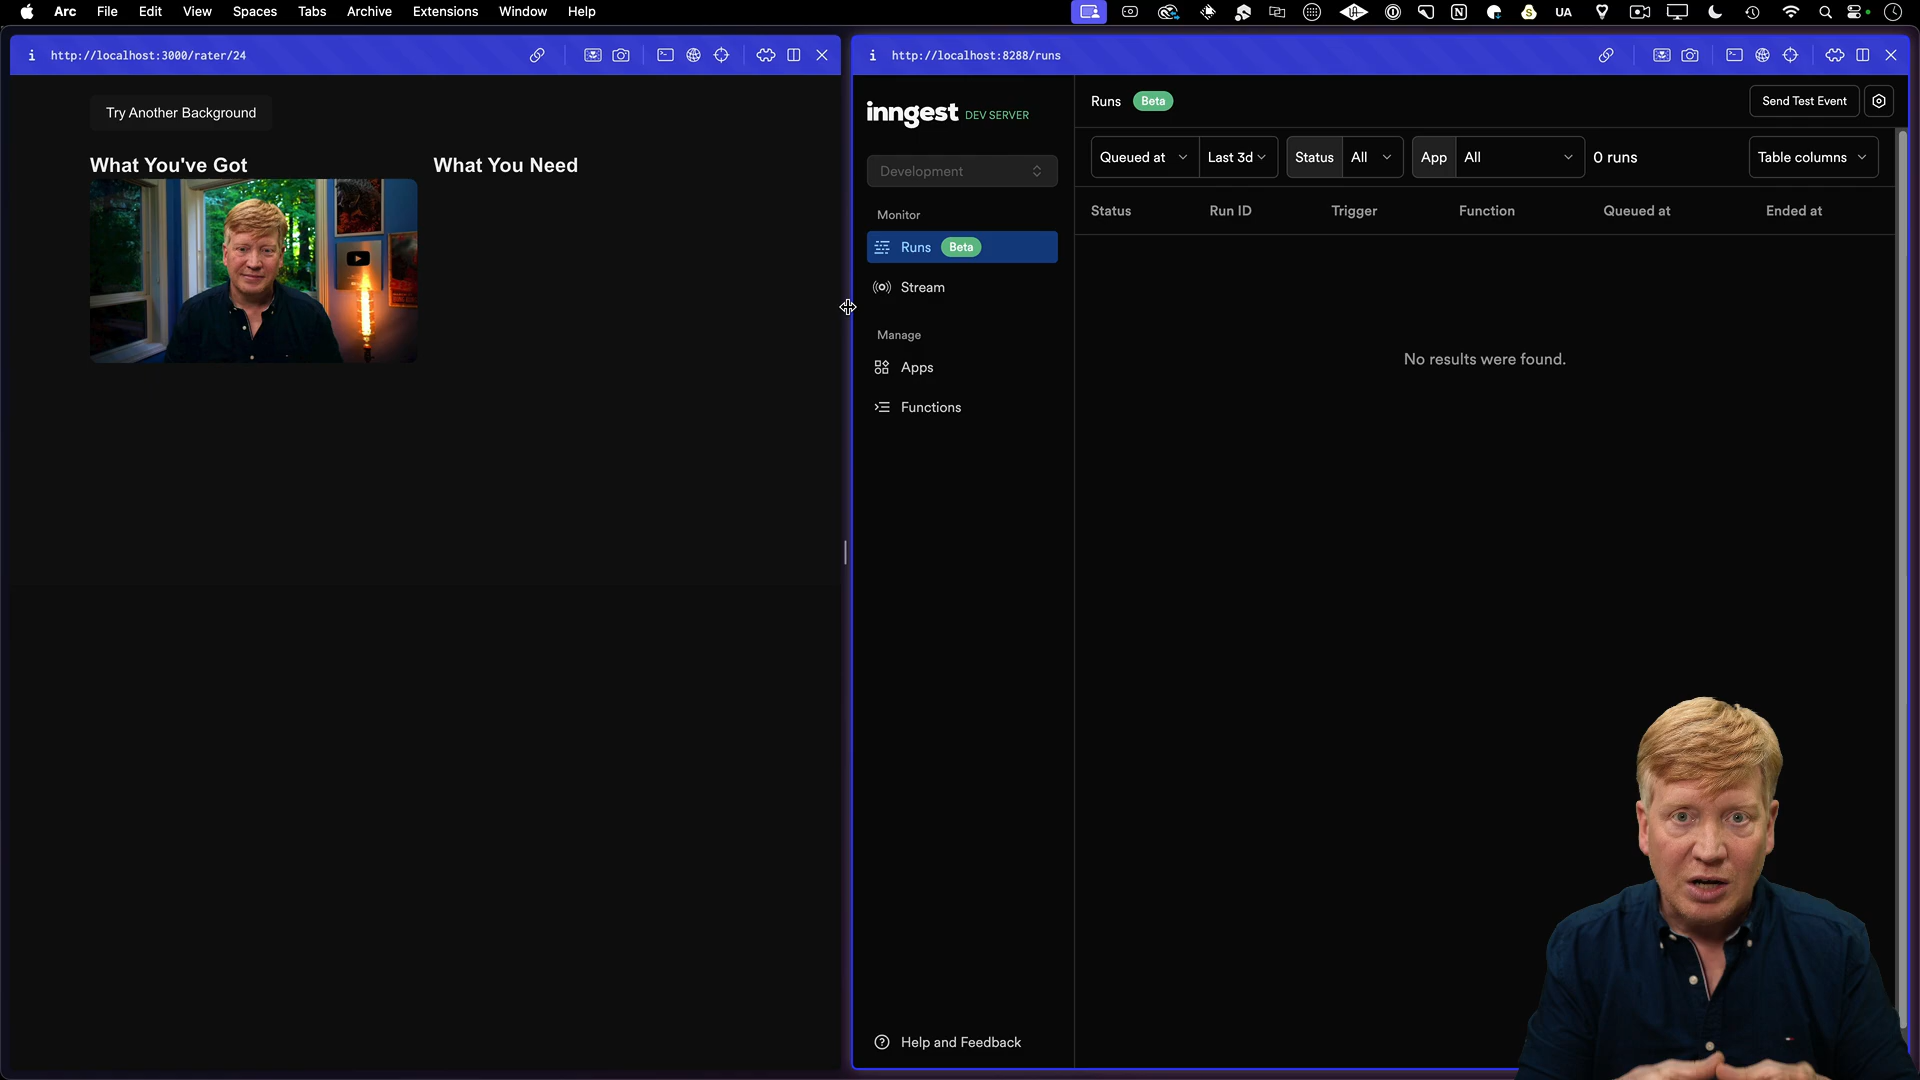 Arc File Edit View Spaces Tabs Archive Extensions Window Help
UA
http://localhost:3000/rater/24
Try Another Background
What You've Got
What You Need
http://localhost:8288/runs
inngest DEV SERVER
Development
Monitor
Runs Beta
Stream
Manage
Apps
Functions
Help and Feedback
Runs Beta
Send Test Event
Queued at Last 3d Status All App All 0 runs Table columns
Status Run ID Trigger Function Queued at Ended at
No results were found.